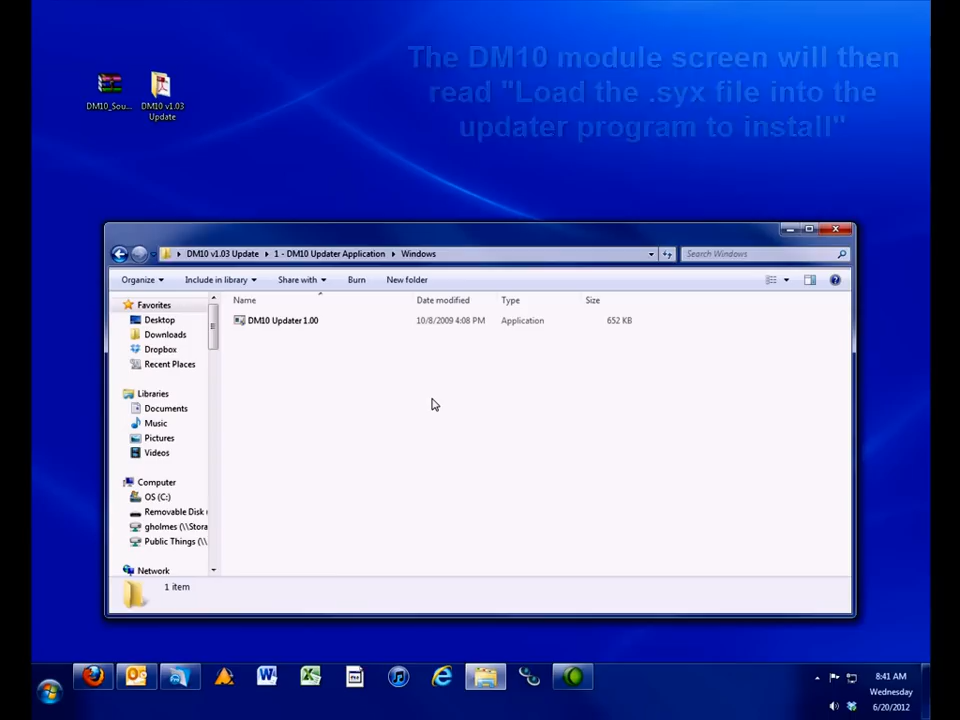 The DM10 module screen will then
read "Load the .syx file into the
updater program to install"
DM10_Sou...
DM10 v1.03
Update
DM10 v1.03 Update
1 - DM10 Updater Application
Windows
Search Windows
Organize
Include in library
Share with
Burn
New folder
Name
Date modified
Type
Size
DM10 Updater 1.00
10/8/2009 4:08 PM
Application
652 KB
Favorites
Desktop
Downloads
Dropbox
Recent Places
Libraries
Documents
Music
Pictures
Videos
Computer
OS (C:)
Removable Disk
gholmes (\\Stora
Public Things (\\
Network
1 item
8:41 AM
Wednesday
6/20/2012